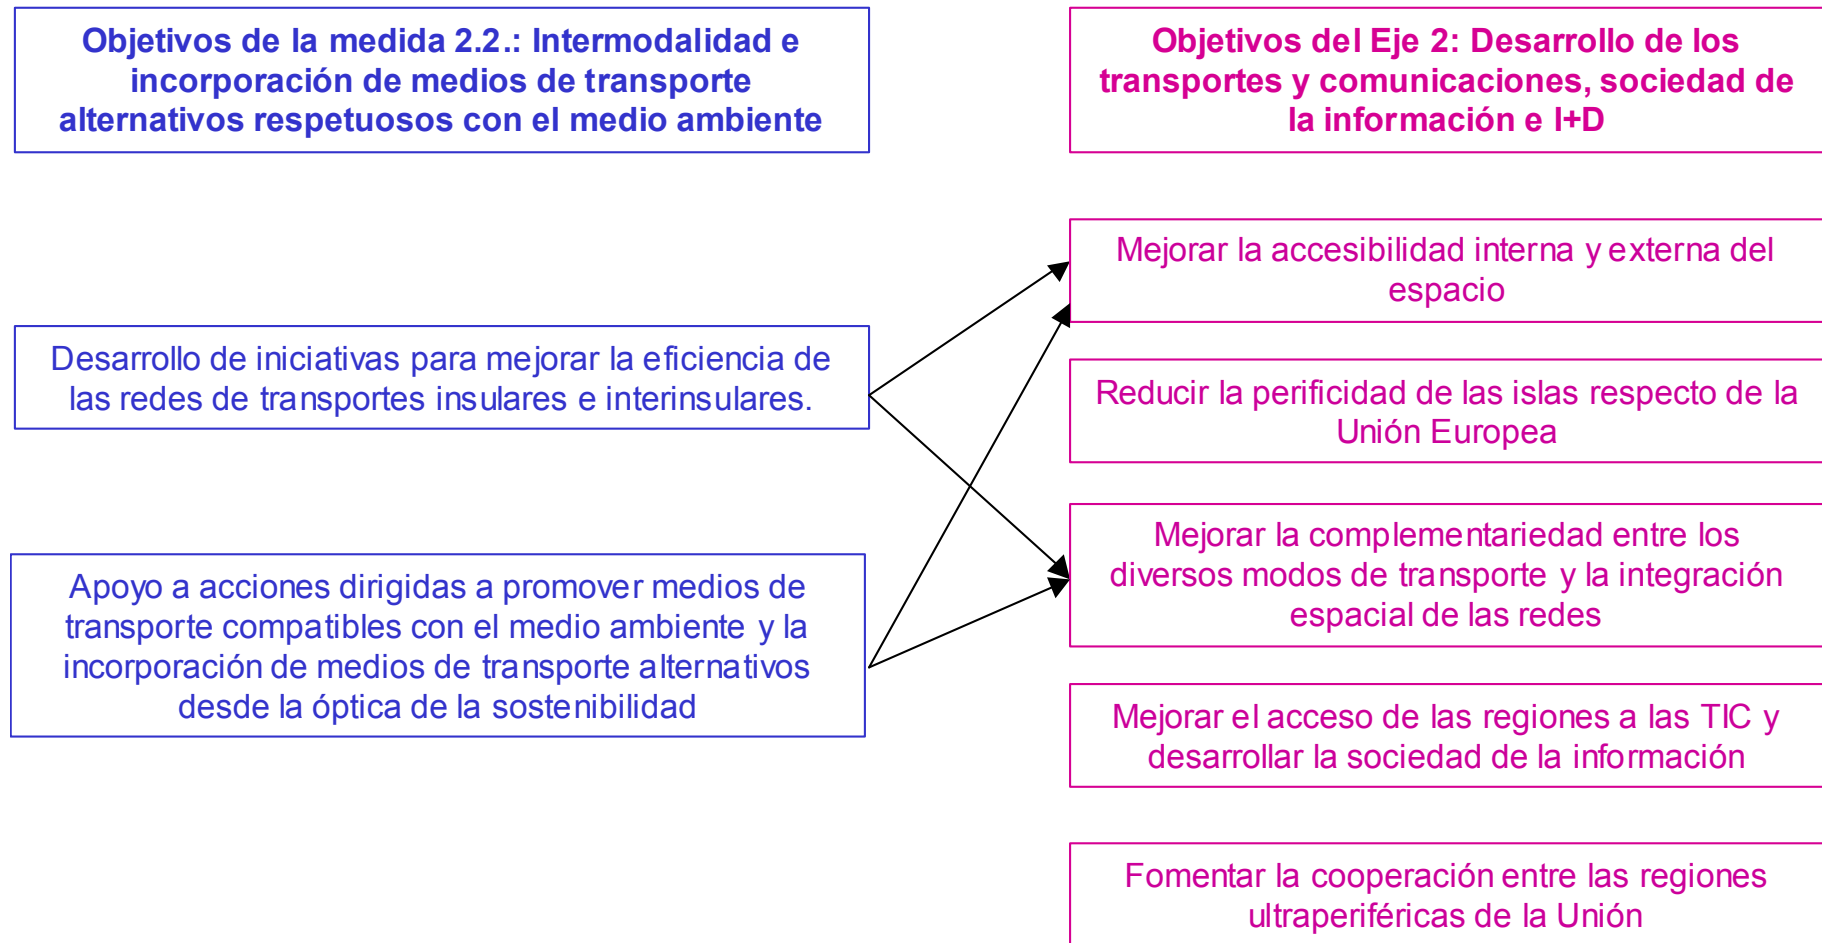 Objetivos de la medida 2.2.: Intermodalidad e
incorporación de medios de transporte
alternativos respetuosos con el medio ambiente
Objetivos del Eje 2: Desarrollo de los
transportes y comunicaciones, sociedad de
la información e I+D
Desarrollo de iniciativas para mejorar la eficiencia de
las redes de transportes insulares e interinsulares.
Apoyo a acciones dirigidas a promover medios de
transporte compatibles con el medio ambiente y la
incorporación de medios de transporte alternativos
desde la óptica de la sostenibilidad
Mejorar la accesibilidad interna y externa del
espacio
Reducir la perificidad de las islas respecto de la
Unión Europea
Mejorar la complementariedad entre los
diversos modos de transporte y la integración
espacial de las redes
Mejorar el acceso de las regiones a las TIC y
desarrollar la sociedad de la información
Fomentar la cooperación entre las regiones
ultraperiféricas de la Unión